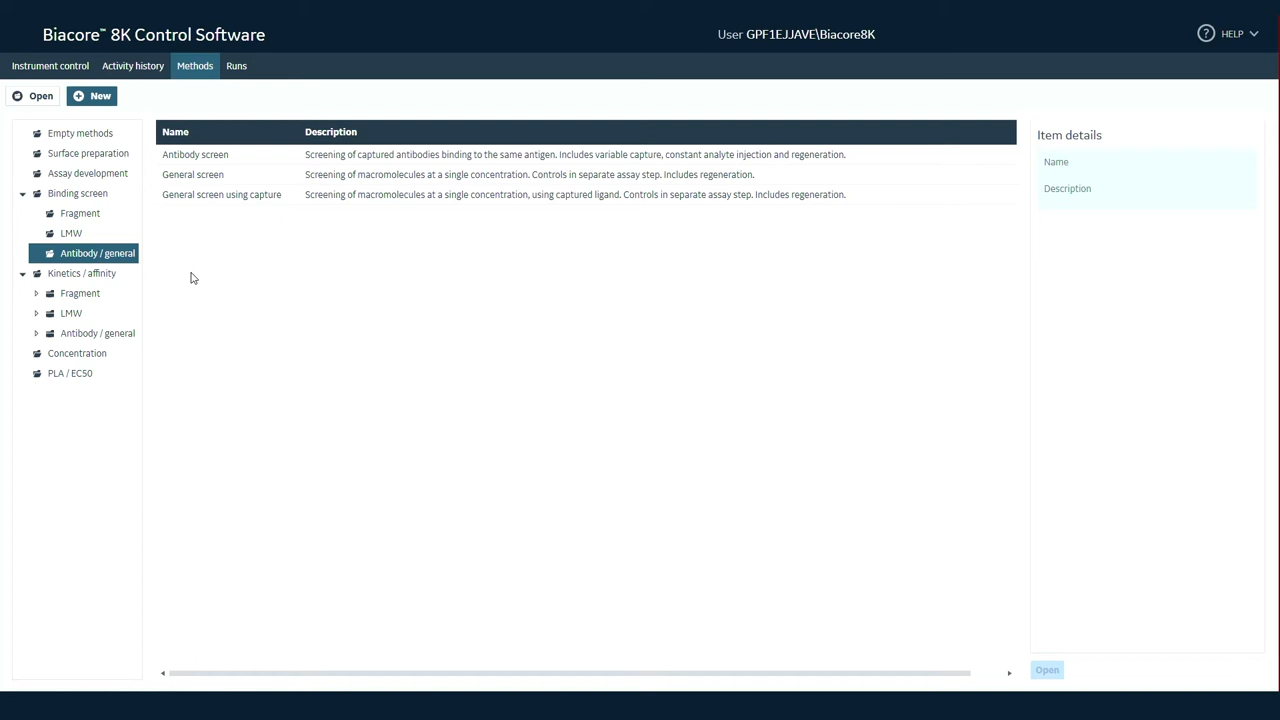 Biacore™ 8K Control Software
User GPF1EJJAVE\Biacore8K
? HELP
Instrument control
Activity history
Methods
Runs
Open
New
Empty methods
Surface preparation
Assay development
Binding screen
Fragment
LMW
Antibody / general
Kinetics / affinity
Fragment
LMW
Antibody / general
Concentration
PLA / EC50
Name Description
Antibody screen Screening of captured antibodies binding to the same antigen. Includes variable capture, constant analyte injection and regeneration.
General screen Screening of macromolecules at a single concentration. Controls in separate assay step. Includes regeneration.
General screen using capture Screening of macromolecules at a single concentration, using captured ligand. Controls in separate assay step. Includes regeneration.
Item details
Name
Description
Open